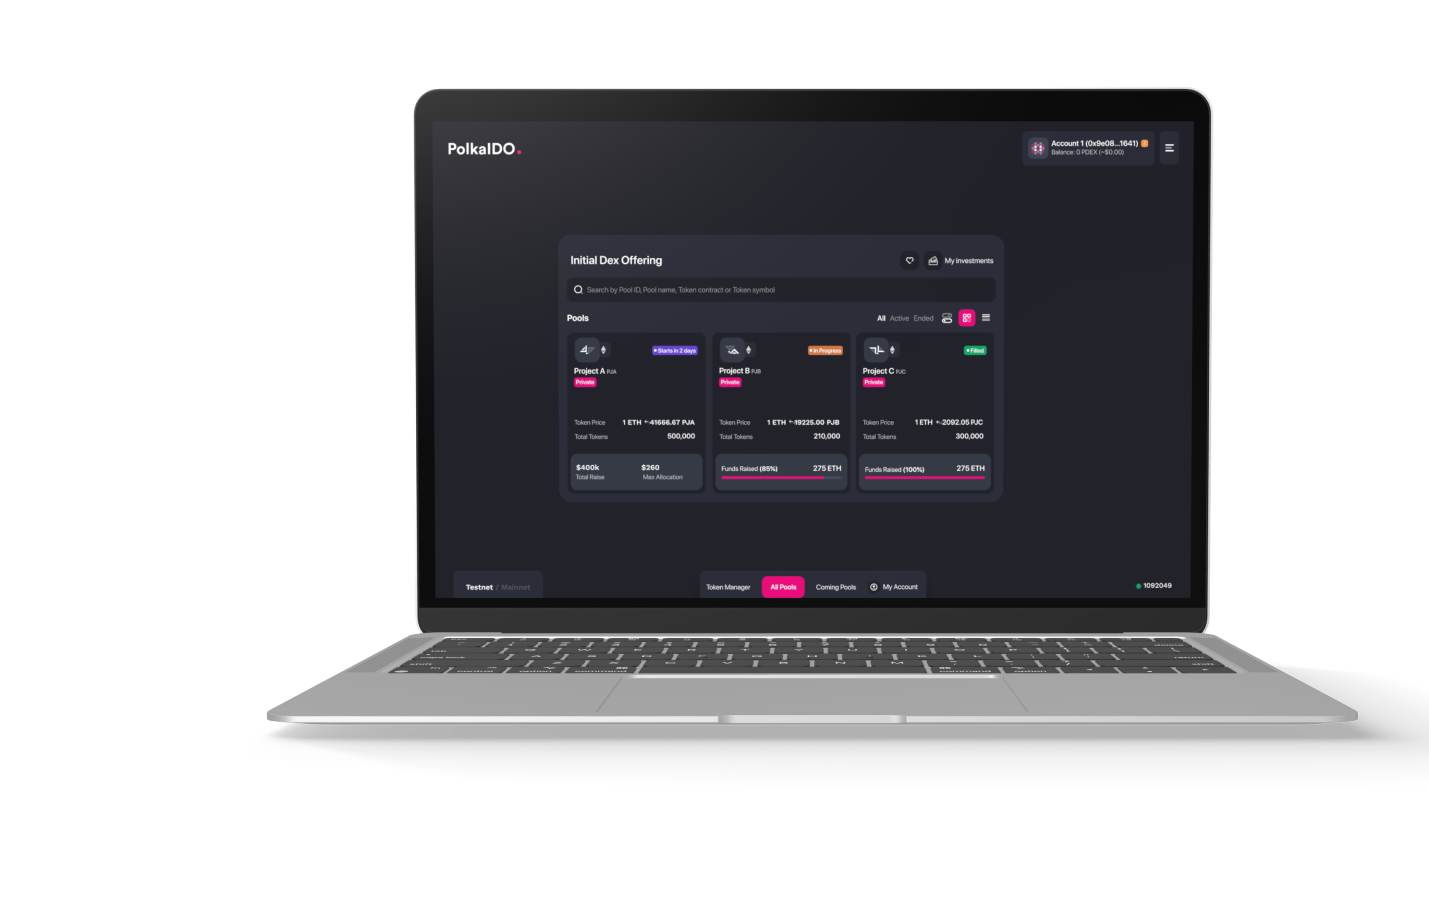 PolkaIDO.
Account 1 (0x9e08...1641)
Balance: 0 PDEX (~$0.00)
Initial Dex Offering
My investments
Search by Pool ID, Pool name, Token contract or Token symbol
Pools
All Active Ended
Starts in 2 days
Project A PJA
Private
Token Price 1 ETH 41666.67 PJA
Total Tokens 500,000
$400k $260
Total Raise Max Allocation
In Progress
Project B PJB
Private
Token Price 1 ETH 19225.00 PJB
Total Tokens 210,000
Funds Raised (85%) 275 ETH
Filled
Project C PJC
Private
Token Price 1 ETH 2092.05 PJC
Total Tokens 300,000
Funds Raised (100%) 275 ETH
Testnet / Mainnet
Token Manager All Pools Coming Pools My Account
1092049